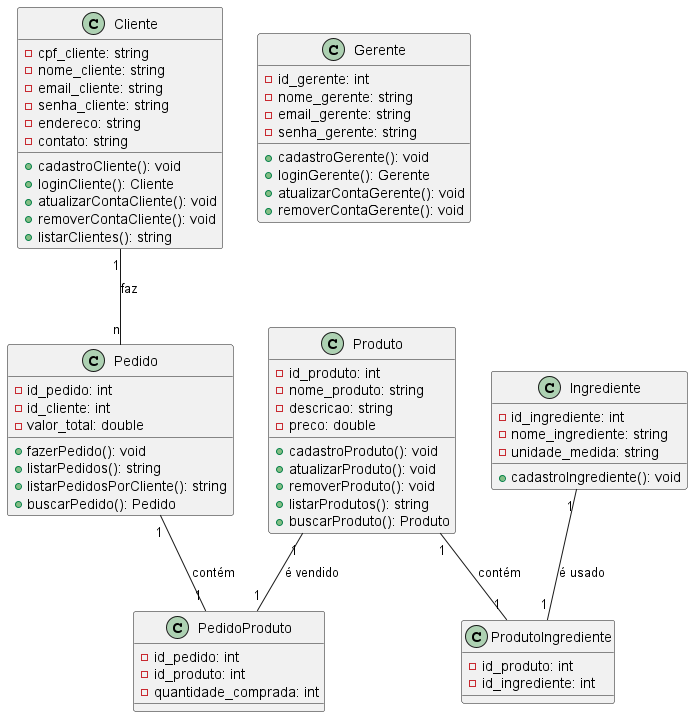 C Cliente
cpf_cliente: string
nome_cliente: string
email_cliente: string
senha_cliente: string
endereco: string
contato: string
cadastroCliente(): void
loginCliente(): Cliente
atualizarContaCliente(): void
removerContaCliente(): void
listarClientes(): string
C Gerente
id_gerente: int
nome_gerente: string
email_gerente: string
senha_gerente: string
cadastroGerente(): void
loginGerente(): Gerente
atualizarContaGerente(): void
removerContaGerente(): void
1
faz
n
C Pedido
id_pedido: int
id_cliente: int
valor_total: double
fazerPedido(): void
listarPedidos(): string
listarPedidosPorCliente(): string
buscarPedido(): Pedido
C Produto
id_produto: int
nome_produto: string
descricao: string
preco: double
cadastroProduto(): void
atualizarProduto(): void
removerProduto(): void
listarProdutos(): string
buscarProduto(): Produto
C Ingrediente
id_ingrediente: int
nome_ingrediente: string
unidade_medida: string
cadastroIngrediente(): void
1
contém
1
1
é vendido
1
1
contém
1
1
é usado
1
C PedidoProduto
id_pedido: int
id_produto: int
quantidade_comprada: int
C ProdutoIngrediente
id_produto: int
id_ingrediente: int